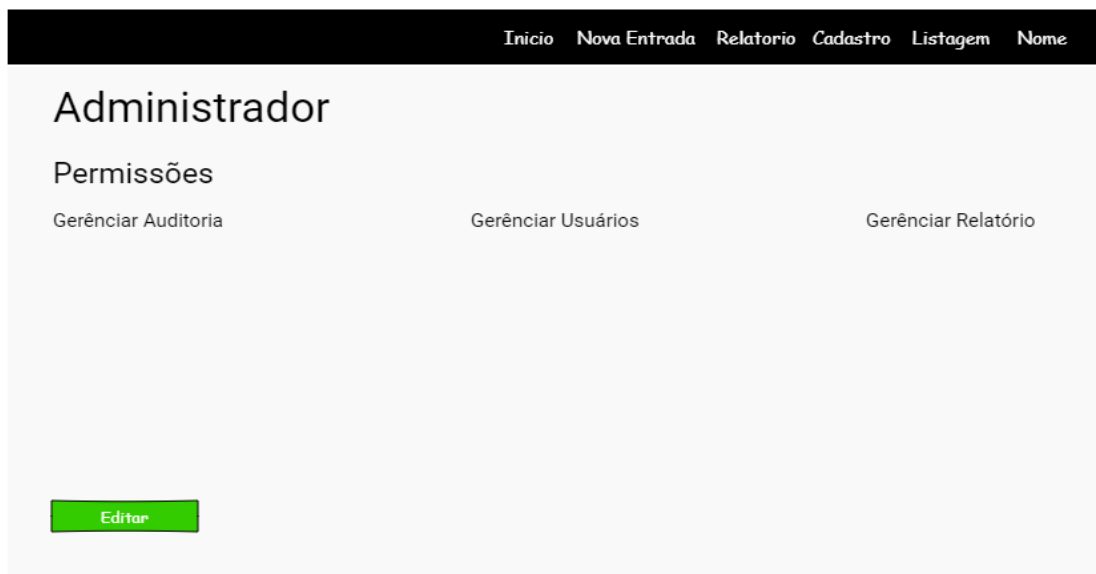 Inicio Nova Entrada Relatorio Cadastro Listagem Nome
Administrador
Permissões
Gerênciar Auditoria Gerênciar Usuários Gerênciar Relatório
Editar